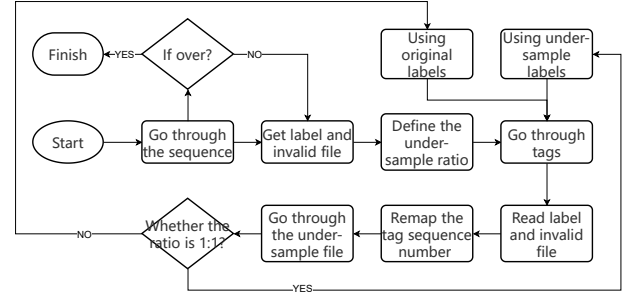 Using
original
labels
Using under-
sample
labels
Finish
YES
If over?
NO
Start
Go through
the sequence
Get label and
invalid file
Define the
under-
sample ratio
Go through
tags
Whether the
ratio is 1:1?
Go through
the under-
sample file
Remap the
tag sequence
number
Read label
and invalid
file
NO
YES